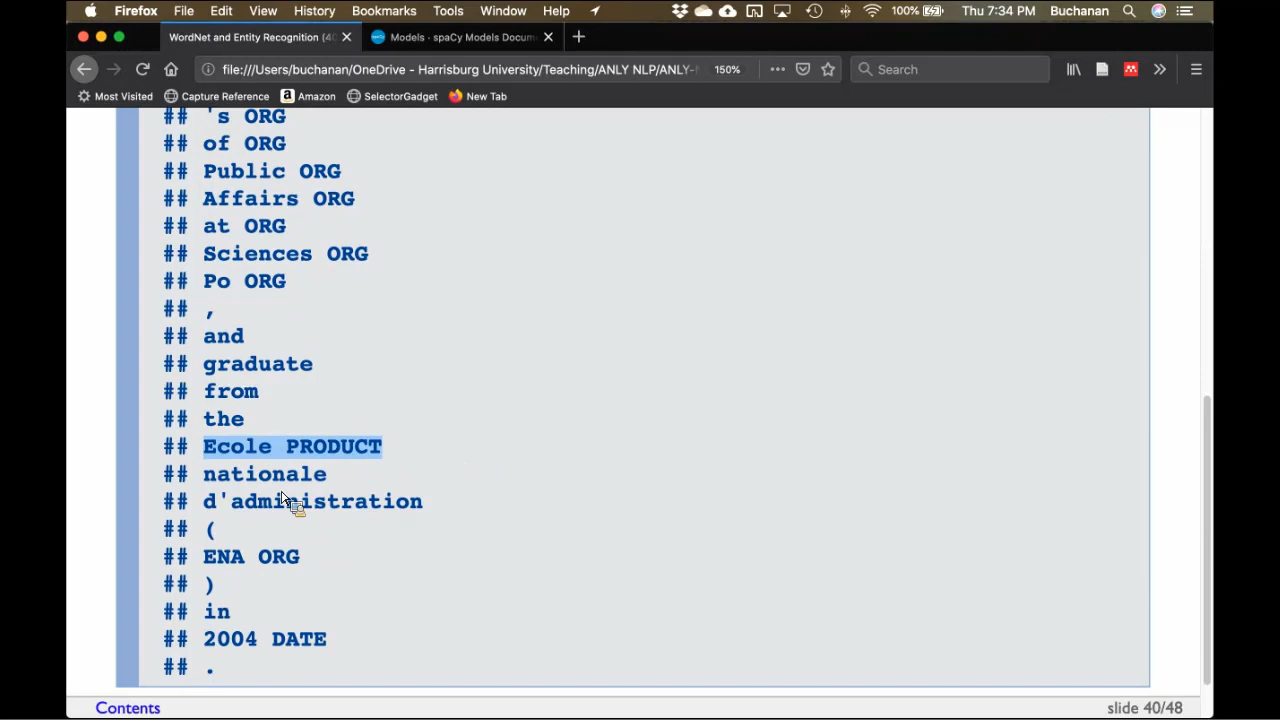 Firefox File Edit View History Bookmarks Tools Window Help 100% Thu 7:34 PM Buchanan
WordNet and Entity Recognition (40 Models · spaCy Models Docum
file:///Users/buchanan/OneDrive - Harrisburg University/Teaching/ANLY NLP/ANLY- 150% Search
Most Visited Capture Reference Amazon SelectorGadget New Tab
## 's ORG
## of ORG
## Public ORG
## Affairs ORG
## at ORG
## Sciences ORG
## Po ORG
## ,
## and
## graduate
## from
## the
## Ecole PRODUCT
## nationale
## d'administration
## (
## ENA ORG
## )
## in
## 2004 DATE
## .
Contents slide 40/48